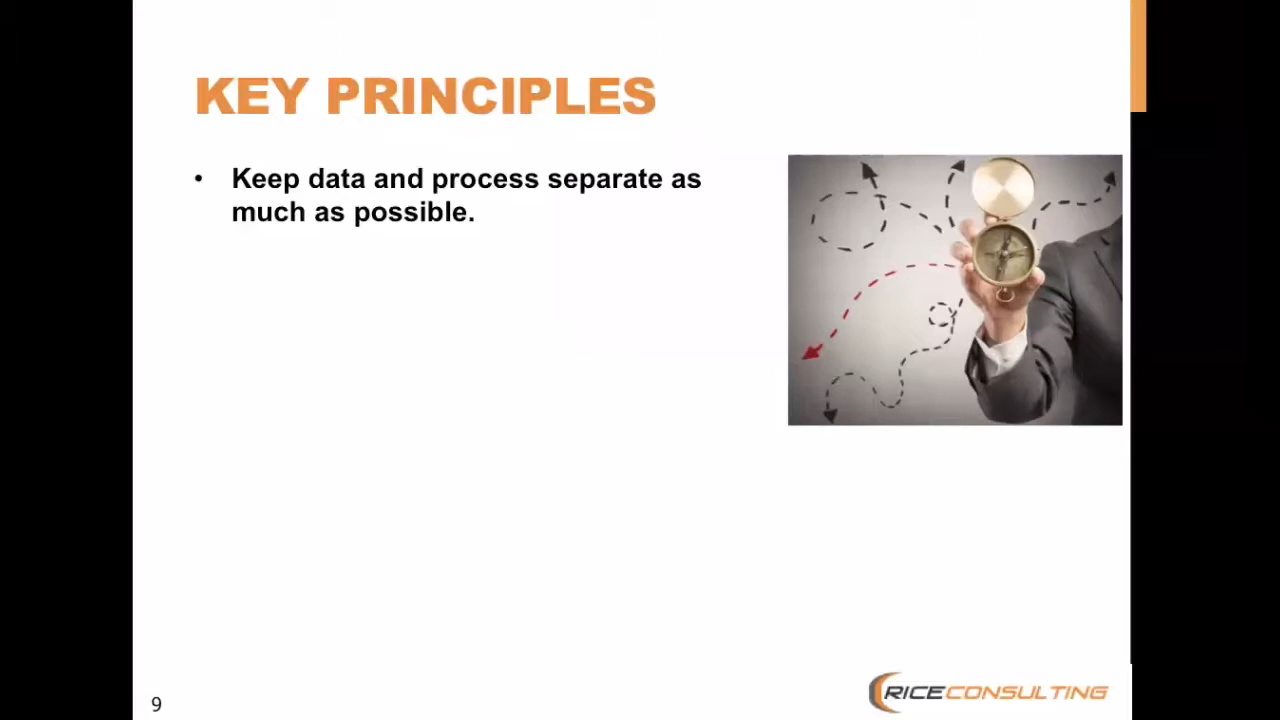 KEY PRINCIPLES
• Keep data and process separate as
much as possible.
9
RICECONSULTING